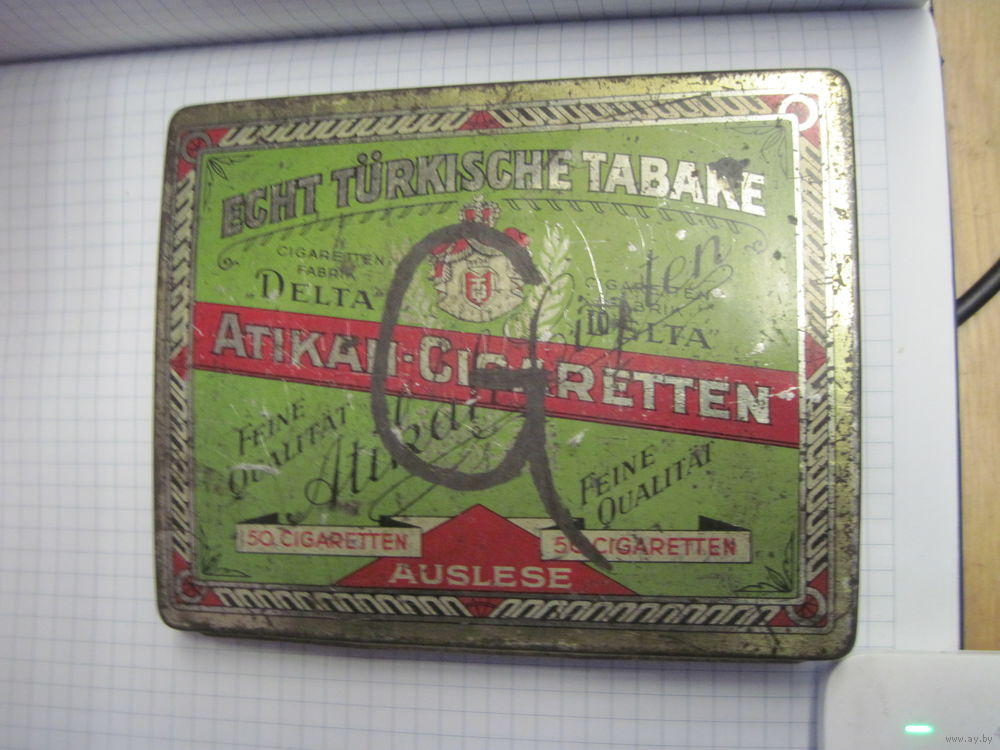 ECHT TÜRKISCHE TABAKE
CIGARETTEN
FABRIK
"DELTA"
CIGARETTEN
FABRIK
"DELTA"
ATIKAH-CIGARETTEN
G
FEINE
QUALITÄT
FEINE
QUALITÄT
50 CIGARETTEN
50 CIGARETTEN
AUSLESE
www.ay.by